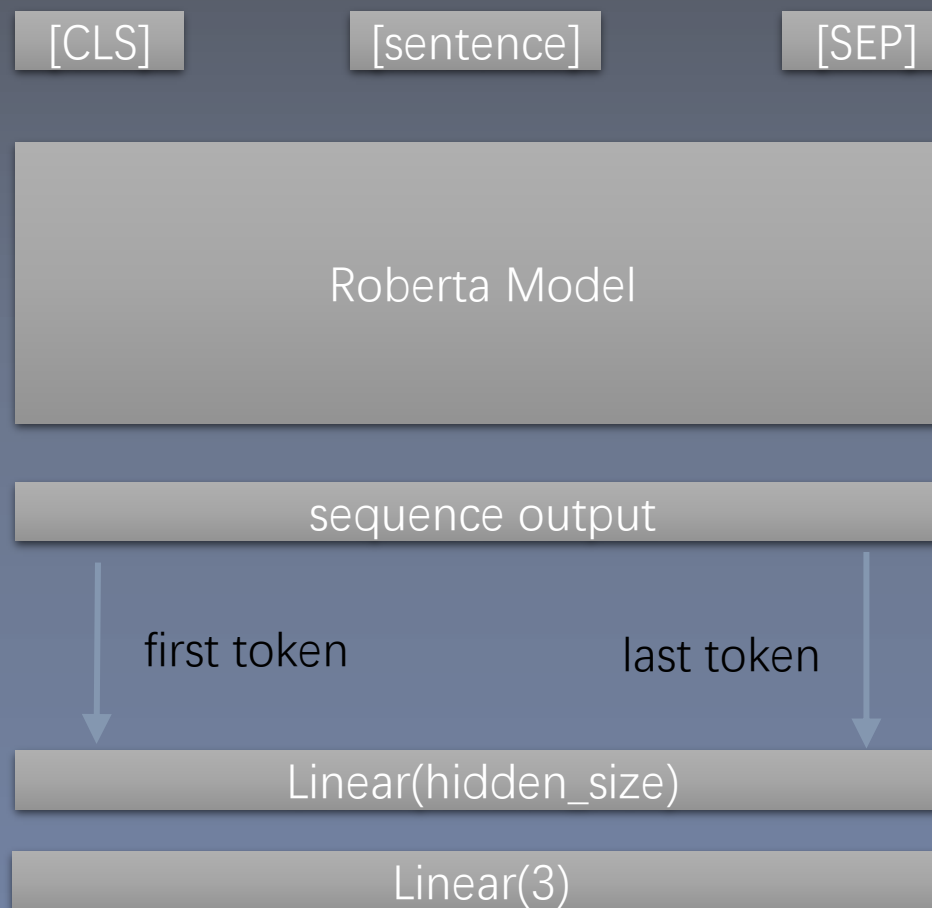 [CLS]
[sentence]
[SEP]
Roberta Model
sequence output
first token
last token
Linear(hidden_size)
Linear(3)